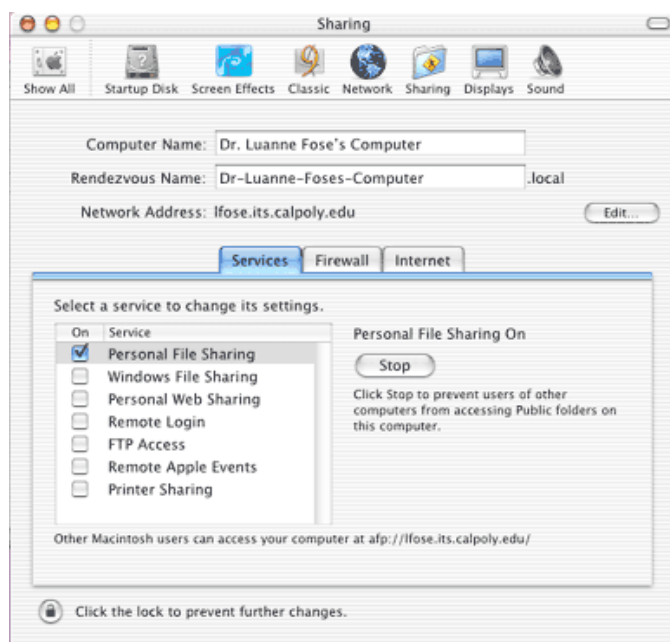 Sharing
Show All Startup Disk Screen Effects Classic Network Sharing Displays Sound
Computer Name: Dr. Luanne Fose's Computer
Rendezvous Name: Dr-Luanne-Foses-Computer .local
Network Address: lfose.its.calpoly.edu Edit...
Services Firewall Internet
Select a service to change its settings.
On Service
Personal File Sharing
Windows File Sharing
Personal Web Sharing
Remote Login
FTP Access
Remote Apple Events
Printer Sharing
Personal File Sharing On
Stop
Click Stop to prevent users of other
computers from accessing Public folders on
this computer.
Other Macintosh users can access your computer at afp://lfose.its.calpoly.edu/
Click the lock to prevent further changes.